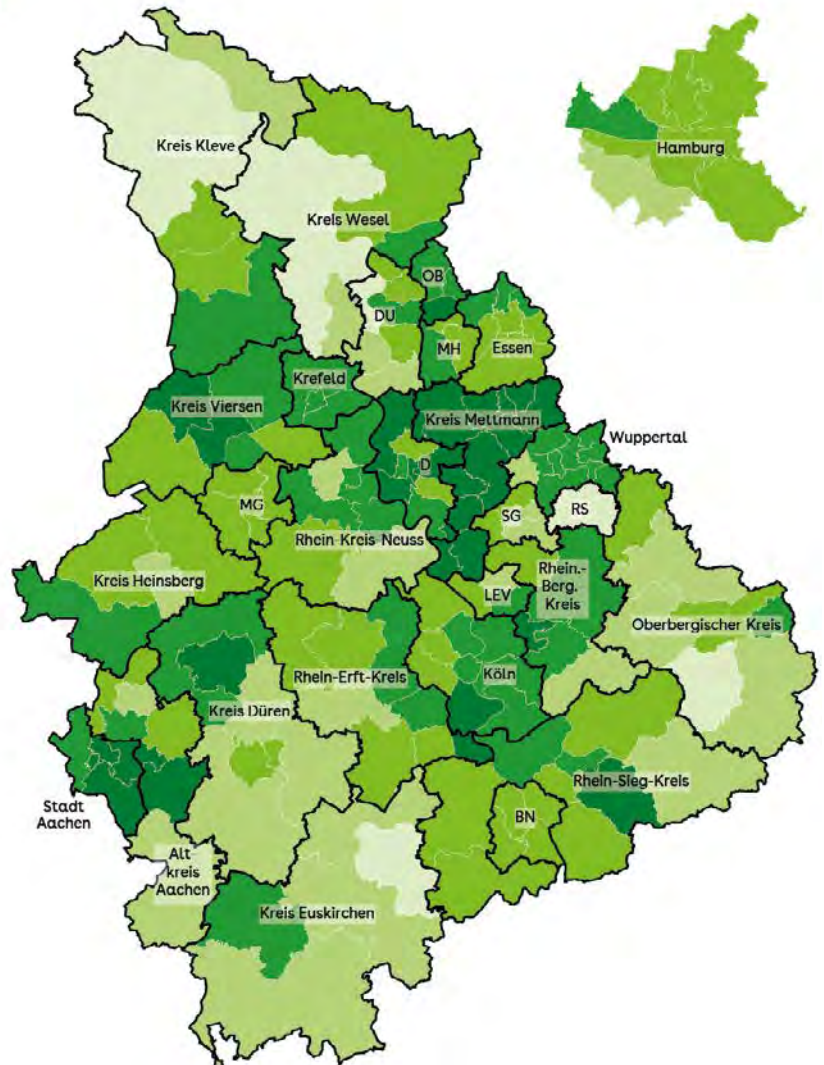 Kreis Kleve
Hamburg
Kreis Wesel
OB
DU
MH
Essen
Krefeld
Kreis Viersen
Kreis Mettmann
Wuppertal
D
MG
SG
RS
Rhein-Kreis-Neuss
Kreis Heinsberg
LEV
Rhein.-
Berg.
Kreis
Oberbergischer Kreis
Rhein-Erft-Kreis
Köln
Kreis Düren
Rhein-Sieg-Kreis
Stadt
Aachen
BN
Alt
kreis
Aachen
Kreis Euskirchen